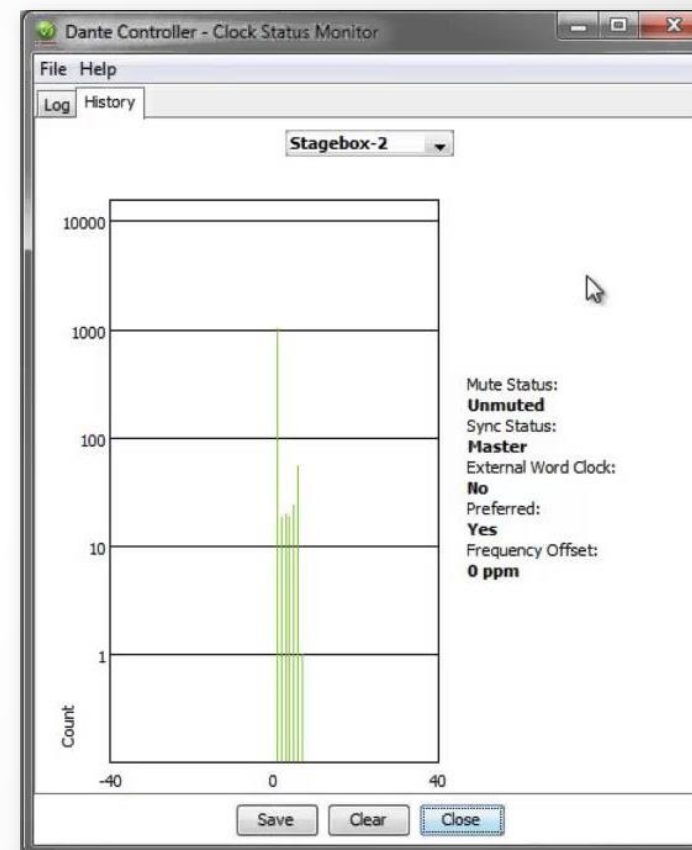 Dante Controller - Clock Status Monitor
File Help
Log History
Stagebox-2
10000
1000
100
10
1
Count
-40 0 40
Mute Status:
Unmuted
Sync Status:
Master
External Word Clock:
No
Preferred:
Yes
Frequency Offset:
0 ppm
Save Clear Close